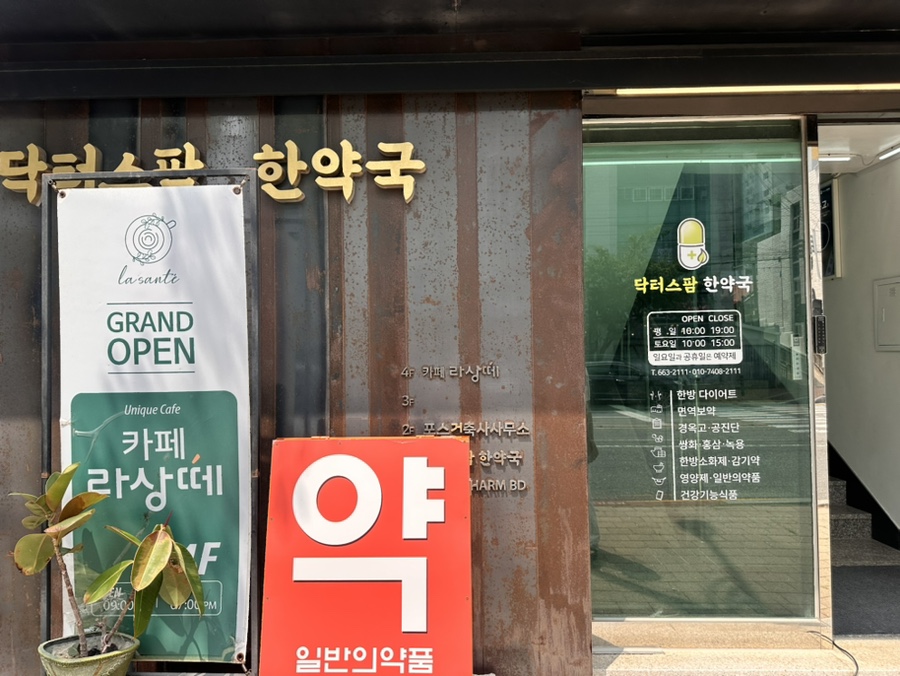 닥터스팜 한약국
la santé
GRAND
OPEN
Unique Cafe
카페
라상떼
4F 카페 라상떼
3F
2F 포스건축사사무소
한약국
HARM BD
약
일반의약품
닥터스팜 한약국
OPEN CLOSE
평 일 10:00 19:00
토요일 10:00 15:00
일요일과 공휴일은 예약제
T.663-2111·010-7408-2111
한방 다이어트
면역보약
경옥고·공진단
쌍화·홍삼·녹용
한방소화제·감기약
영양제·일반의약품
건강기능식품